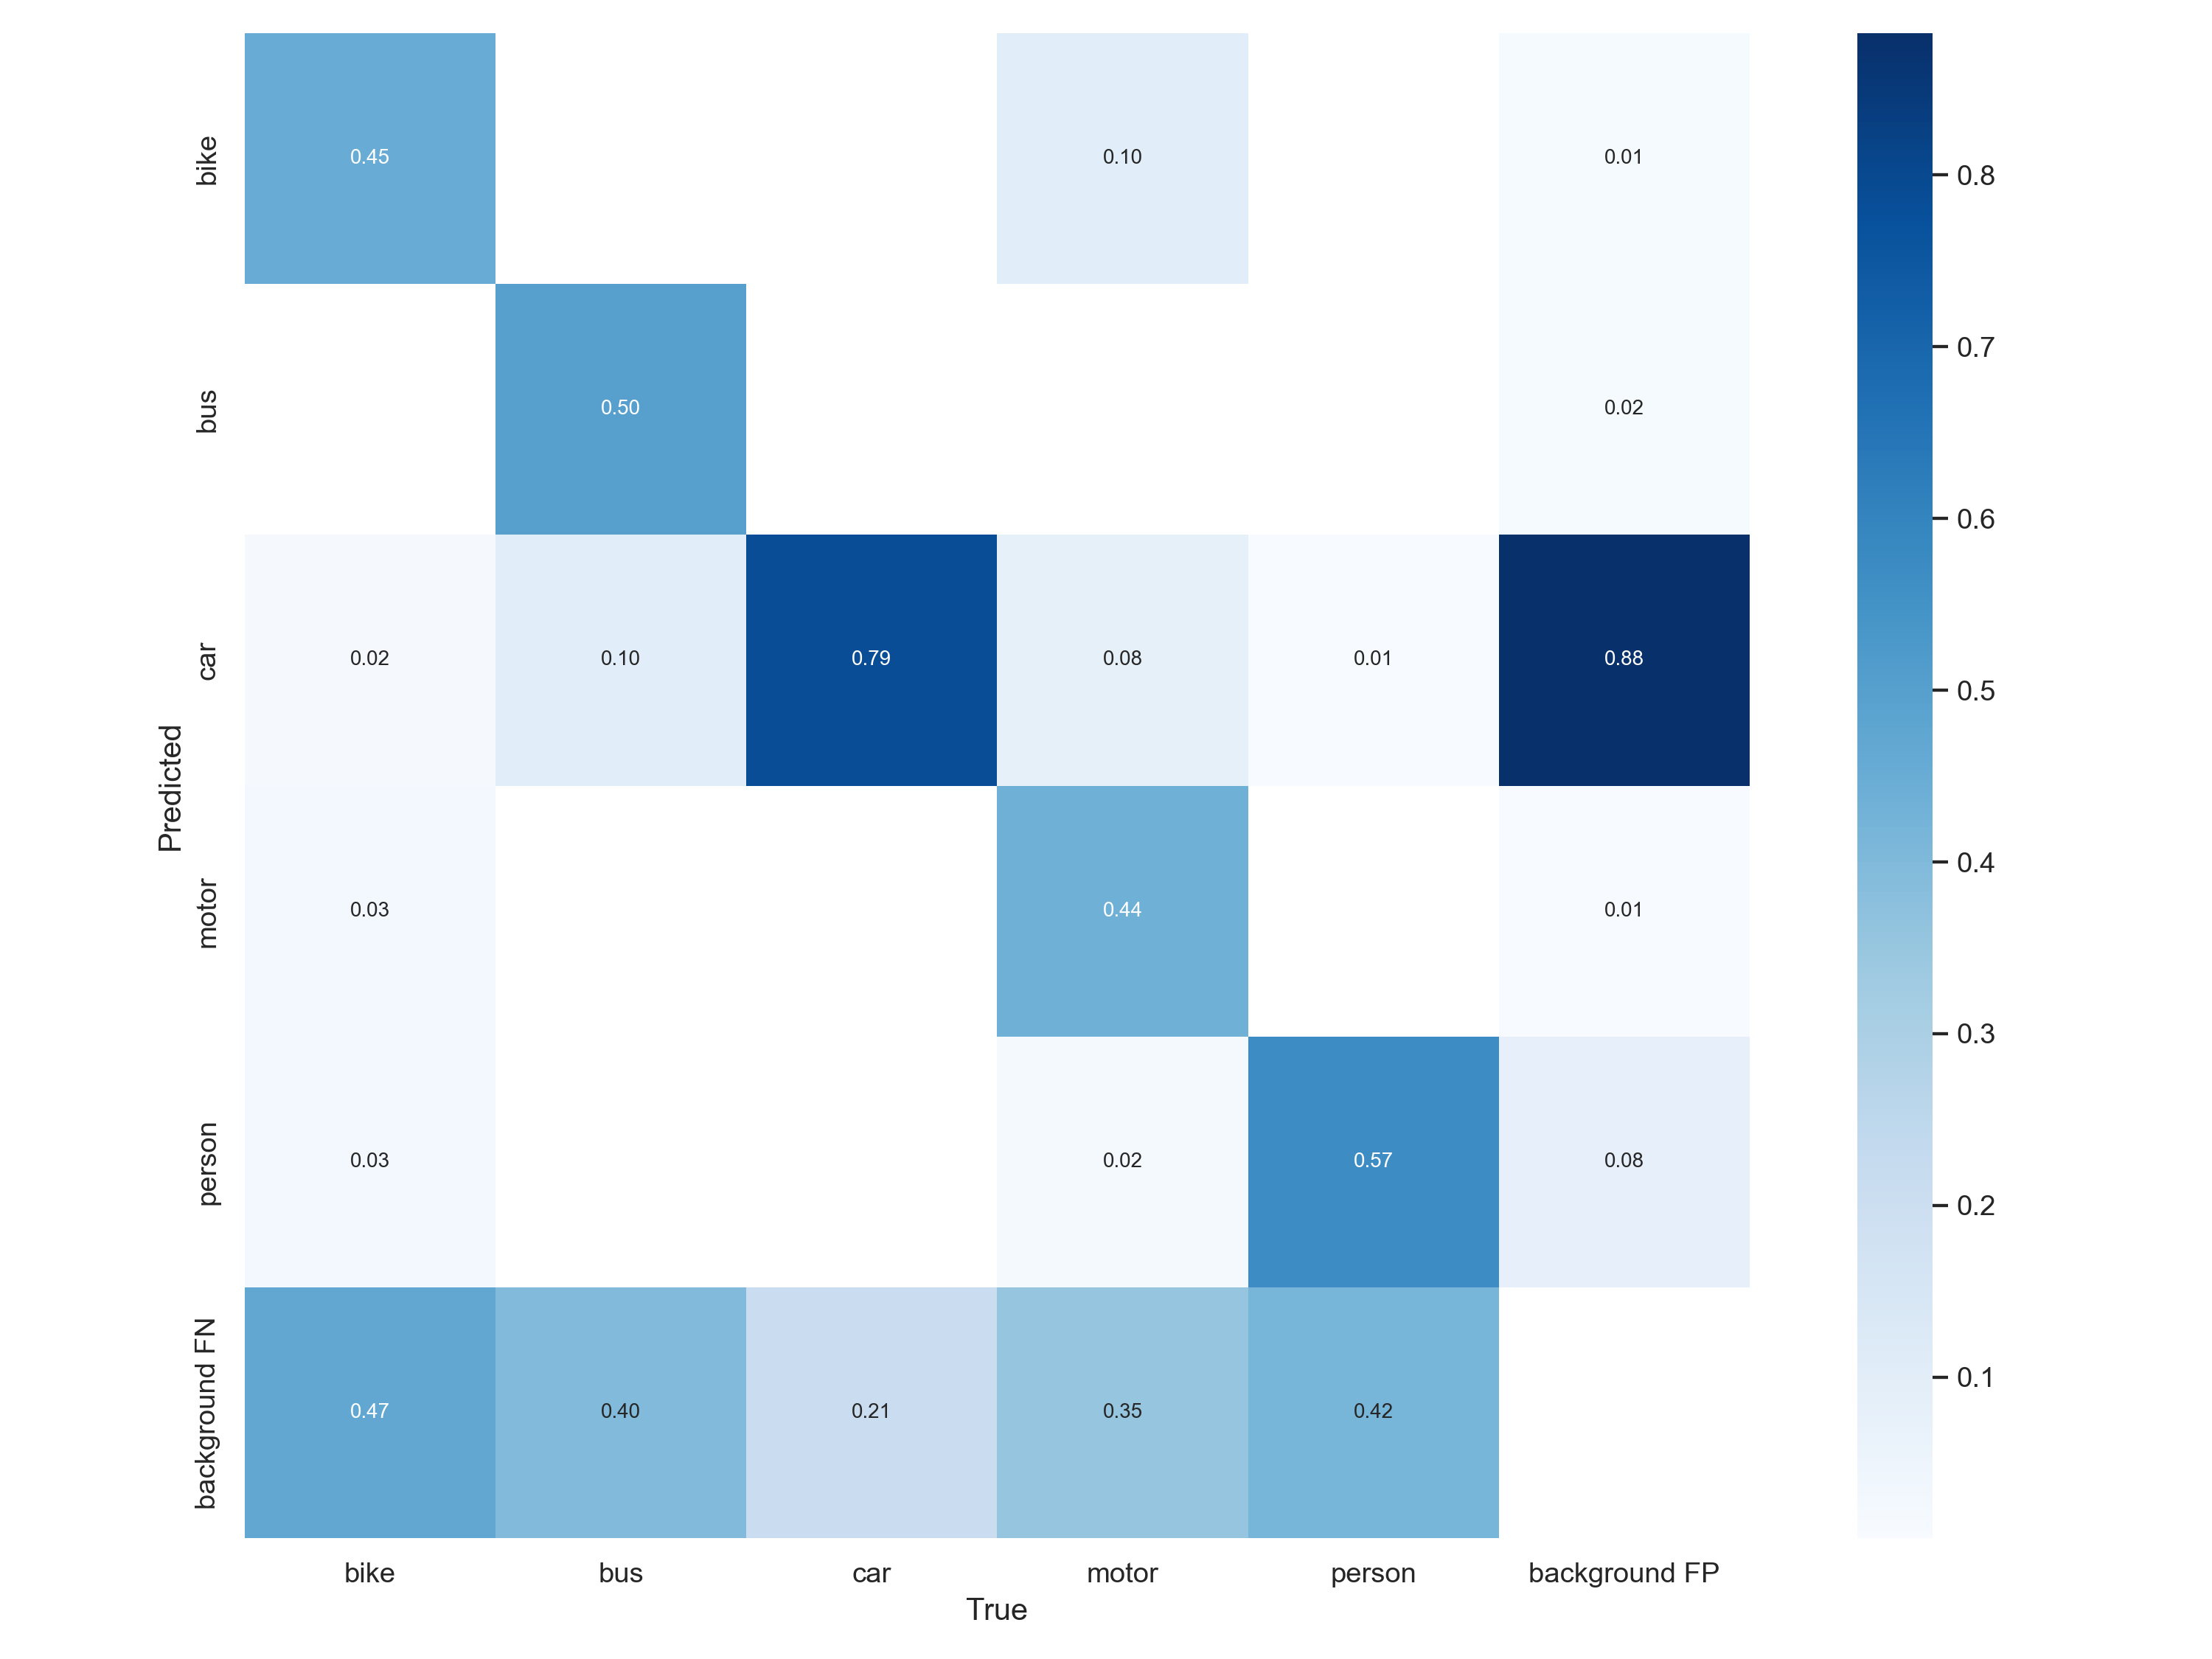 bike 0.45 0.10 0.01
bus 0.50 0.02
car 0.02 0.10 0.79 0.08 0.01 0.88
motor 0.03 0.44 0.01
person 0.03 0.02 0.57 0.08
background FN 0.47 0.40 0.21 0.35 0.42
Predicted
bike bus car motor person background FP
True
0.8
0.7
0.6
0.5
0.4
0.3
0.2
0.1